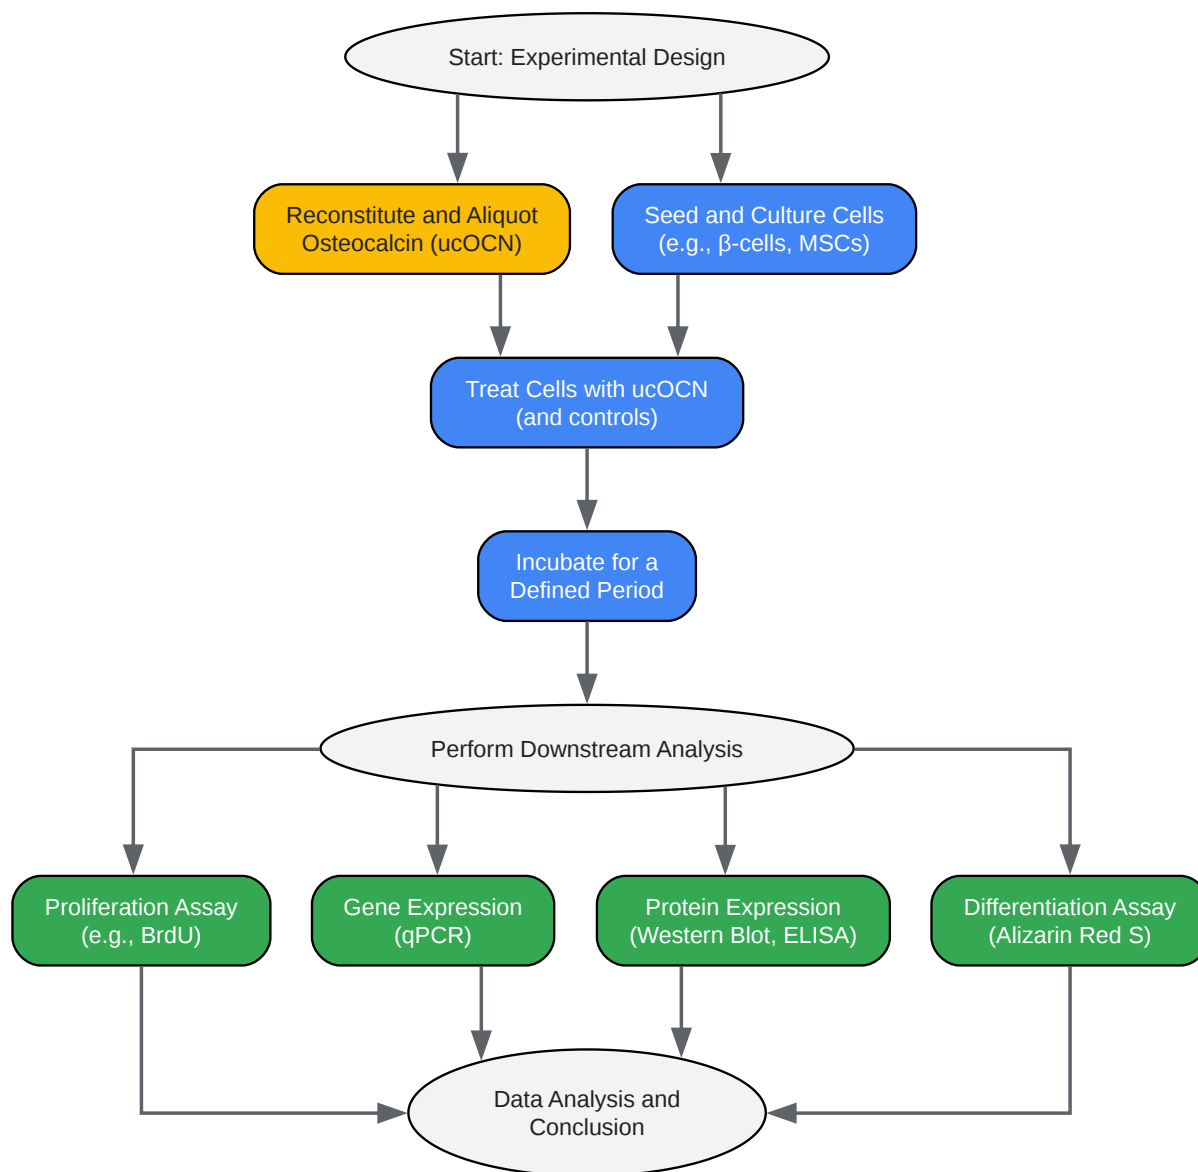 Start: Experimental Design
Reconstitute and Aliquot
Osteocalcin (ucOCN)
Seed and Culture Cells
(e.g., β-cells, MSCs)
Treat Cells with ucOCN
(and controls)
Incubate for a
Defined Period
Perform Downstream Analysis
Proliferation Assay
(e.g., BrdU)
Gene Expression
(qPCR)
Protein Expression
(Western Blot, ELISA)
Differentiation Assay
(Alizarin Red S)
Data Analysis and
Conclusion